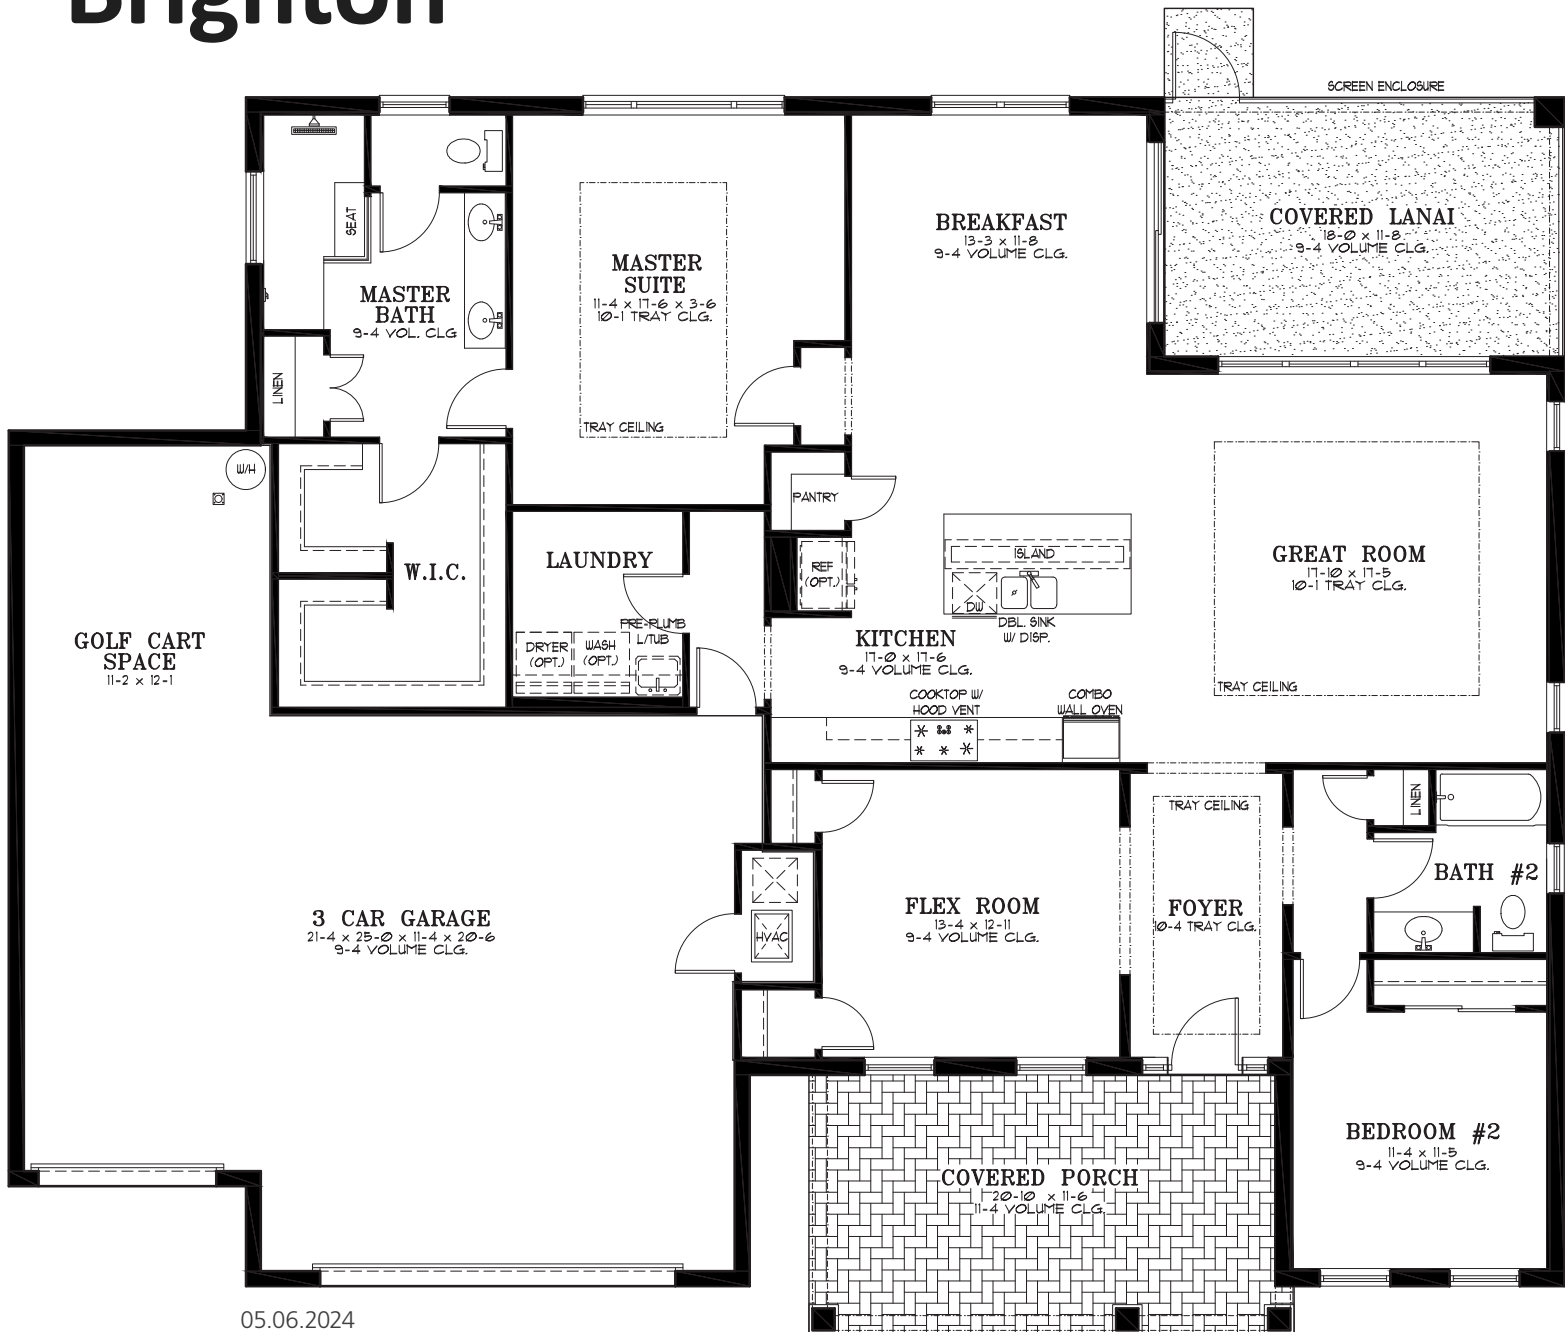 Brighton
SCREEN ENCLOSURE
COVERED LANAI
18-0 x 11-8
9-4 VOLUME CLG.
BREAKFAST
13-3 x 11-8
9-4 VOLUME CLG.
SEAT
MASTER
SUITE
11-4 x 17-6 x 3-6
10-1 TRAY CLG.
TRAY CEILING
MASTER
BATH
9-4 VOL. CLG
LINEN
W/H
PANTRY
GREAT ROOM
17-10 x 17-5
10-1 TRAY CLG.
TRAY CEILING
ISLAND
DW
DBL. SINK
W/ DISP.
REF
(OPT.)
LAUNDRY
PRE-PLUMB
L/TUB
DRYER
(OPT.)
WASH
(OPT.)
W.I.C.
GOLF CART
SPACE
11-2 x 12-1
KITCHEN
17-0 x 17-6
9-4 VOLUME CLG.
COOKTOP W/
HOOD VENT
COMBO
WALL OVEN
TRAY CEILING
LINEN
BATH #2
3 CAR GARAGE
21-4 x 25-0 x 11-4 x 20-6
9-4 VOLUME CLG.
HVAC
FLEX ROOM
13-4 x 12-11
9-4 VOLUME CLG.
FOYER
10-4 TRAY CLG.
BEDROOM #2
11-4 x 11-5
9-4 VOLUME CLG.
COVERED PORCH
20-10 x 11-6
11-4 VOLUME CLG.
05.06.2024